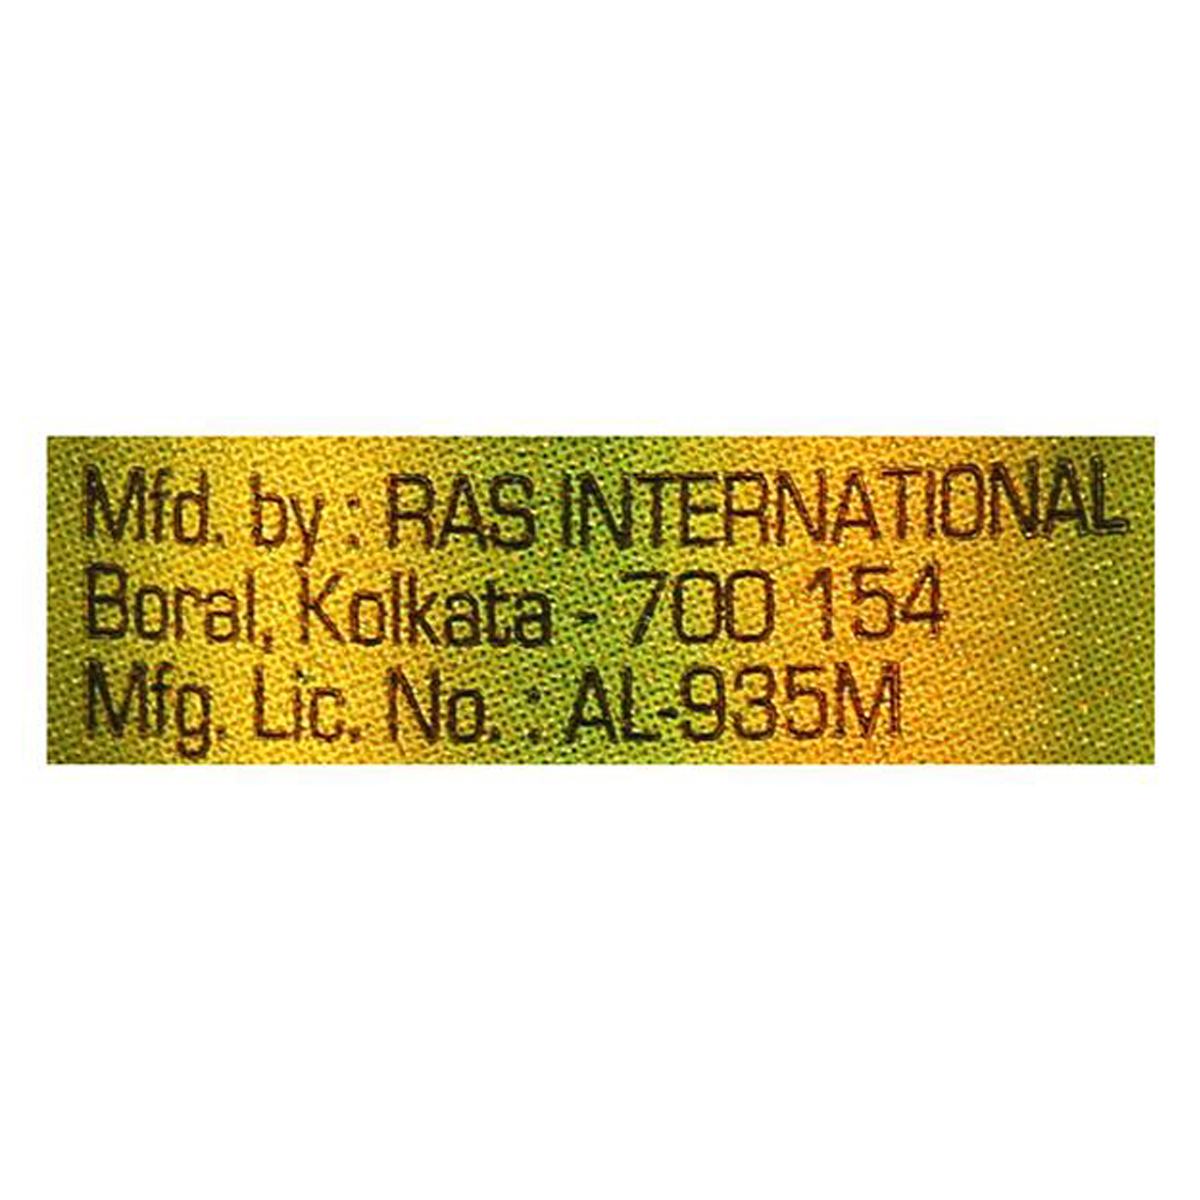 Mfd. by : RAS INTERNATIONAL
Boral, Kolkata - 700 154
Mfg. Lic. No. : AL-935M